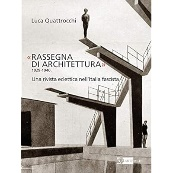 Luca Quattrocchi
«RASSEGNA
DI ARCHITETTURA»
1929-1940.
Una rivista eclettica nell'Italia fascista